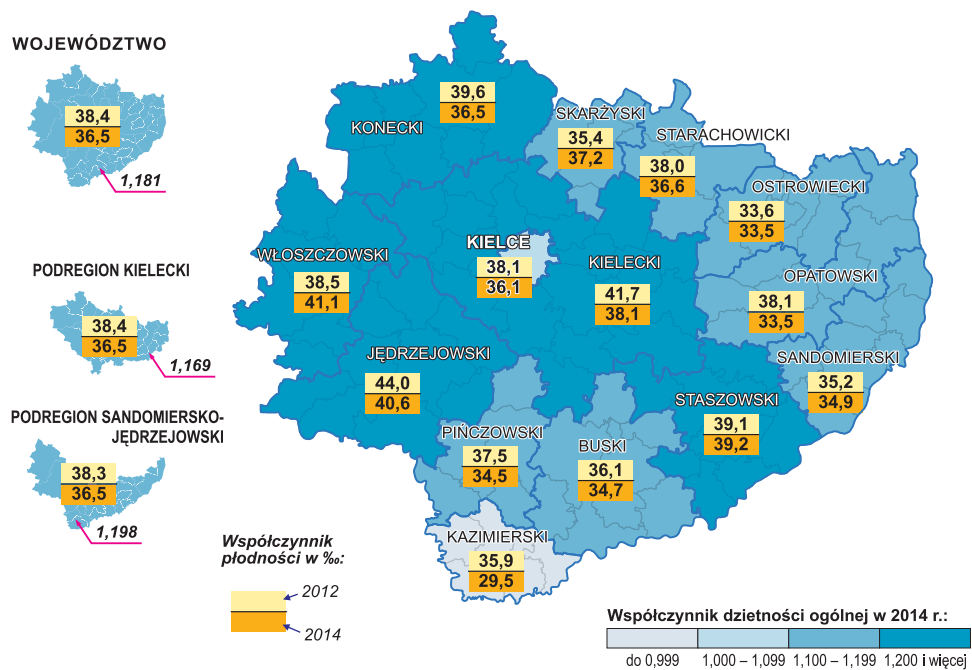 WOJEWÓDZTWO
38,4
36,5
1,181
PODREGION KIELECKI
38,4
36,5
1,169
PODREGION SANDOMIERSKO-
JĘDRZEJOWSKI
38,3
36,5
1,198
KONECKI
39,6
36,5
SKARŻYSKI
35,4
37,2
STARACHOWICKI
38,0
36,6
OSTROWIECKI
33,6
33,5
WŁOSZCZOWSKI
38,5
41,1
KIELCE
38,1
36,1
KIELECKI
41,7
38,1
OPATOWSKI
38,1
33,5
JĘDRZEJOWSKI
44,0
40,6
SANDOMIERSKI
35,2
34,9
STASZOWSKI
39,1
39,2
PIŃCZOWSKI
37,5
34,5
BUSKI
36,1
34,7
KAZIMIERSKI
35,9
29,5
Współczynnik
płodności w ‰:
2012
2014
Współczynnik dzietności ogólnej w 2014 r.:
do 0,999 1,000 – 1,099 1,100 – 1,199 1,200 i więcej